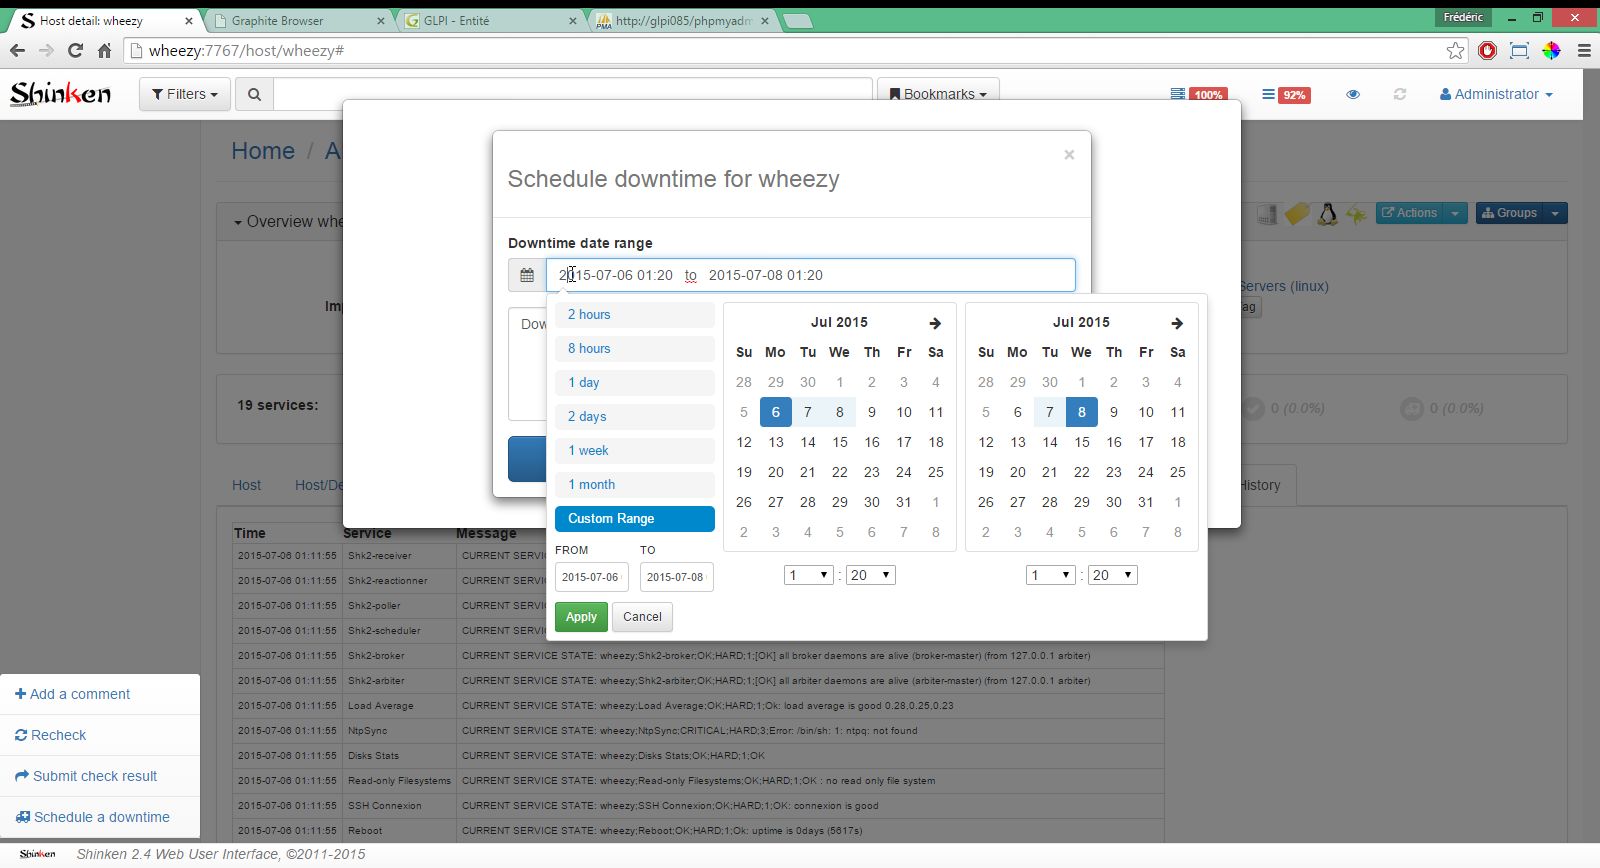 Host detail: wheezy
Graphite Browser
GLPI - Entité
http://glpi085/phpmyadm
Frédéric
wheezy:7767/host/wheezy#
Shinken
Filters
Bookmarks
100%
92%
Administrator
Home / A
Schedule downtime for wheezy
×
Overview whe
Actions
Groups
Downtime date range
2015-07-06 01:20 to 2015-07-08 01:20
Servers (linux)
Im
ag
Dow
2 hours
8 hours
1 day
2 days
1 week
1 month
Custom Range
FROM TO
2015-07-06 2015-07-08
Apply Cancel
Jul 2015
Su Mo Tu We Th Fr Sa
28 29 30 1 2 3 4
5 6 7 8 9 10 11
12 13 14 15 16 17 18
19 20 21 22 23 24 25
26 27 28 29 30 31 1
2 3 4 5 6 7 8
1 : 20
Jul 2015
Su Mo Tu We Th Fr Sa
28 29 30 1 2 3 4
5 6 7 8 9 10 11
12 13 14 15 16 17 18
19 20 21 22 23 24 25
26 27 28 29 30 31 1
2 3 4 5 6 7 8
1 : 20
19 services:
0 (0.0%)
0 (0.0%)
Host
Host/De
History
Time Service Message
2015-07-06 01:11:55 Shk2-receiver CURRENT SERVIC
2015-07-06 01:11:55 Shk2-reactionner CURRENT SERVIC
2015-07-06 01:11:55 Shk2-poller CURRENT SERVIC
2015-07-06 01:11:55 Shk2-scheduler CURRENT SERVIC
2015-07-06 01:11:55 Shk2-broker CURRENT SERVICE STATE: wheezy;Shk2-broker;OK;HARD;1;[OK] all broker daemons are alive (broker-master) (from 127.0.0.1 arbiter)
2015-07-06 01:11:55 Shk2-arbiter CURRENT SERVICE STATE: wheezy;Shk2-arbiter;OK;HARD;1;[OK] all arbiter daemons are alive (arbiter-master) (from 127.0.0.1 arbiter)
2015-07-06 01:11:55 Load Average CURRENT SERVICE STATE: wheezy;Load Average;OK;HARD;1;Ok: load average is good 0.28,0.25,0.23
2015-07-06 01:11:55 NtpSync CURRENT SERVICE STATE: wheezy;NtpSync;CRITICAL;HARD;3;Error: /bin/sh: 1: ntpq: not found
2015-07-06 01:11:55 Disks Stats CURRENT SERVICE STATE: wheezy;Disks Stats;OK;HARD;1;OK
2015-07-06 01:11:55 Read-only Filesystems CURRENT SERVICE STATE: wheezy;Read-only Filesystems;OK;HARD;1;OK : no read only file system
2015-07-06 01:11:55 SSH Connexion CURRENT SERVICE STATE: wheezy;SSH Connexion;OK;HARD;1;OK: connexion is good
2015-07-06 01:11:55 Reboot CURRENT SERVICE STATE: wheezy;Reboot;OK;HARD;1;Ok: uptime is 0days (5617s)
Add a comment
Recheck
Submit check result
Schedule a downtime
Shinken
Shinken 2.4 Web User Interface, ©2011-2015